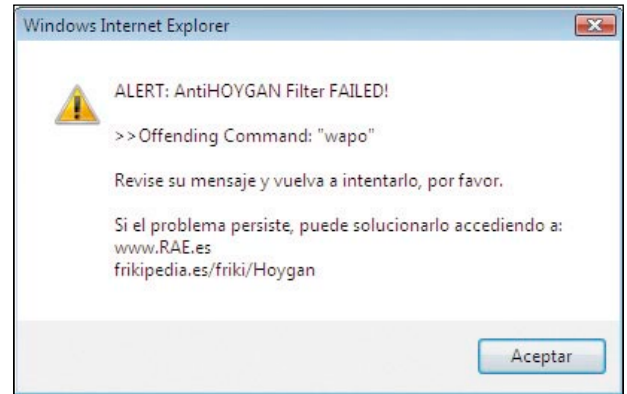 Windows Internet Explorer
ALERT: AntiHOYGAN Filter FAILED!
>>Offending Command: "wapo"
Revise su mensaje y vuelva a intentarlo, por favor.
Si el problema persiste, puede solucionarlo accediendo a:
www.RAE.es
frikipedia.es/friki/Hoygan
Aceptar